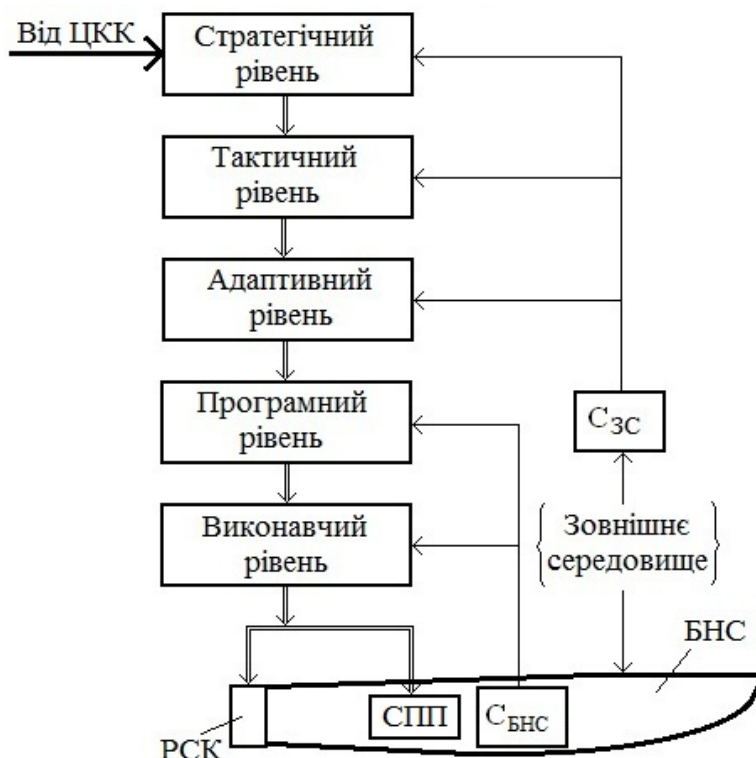 Від ЦКК
Стратегічний
рівень
Тактичний
рівень
Адаптивний
рівень
Програмний
рівень
С ЗС
Виконавчий
рівень
Зовнішнє
середовище
БНС
СПП
С БНС
РСК